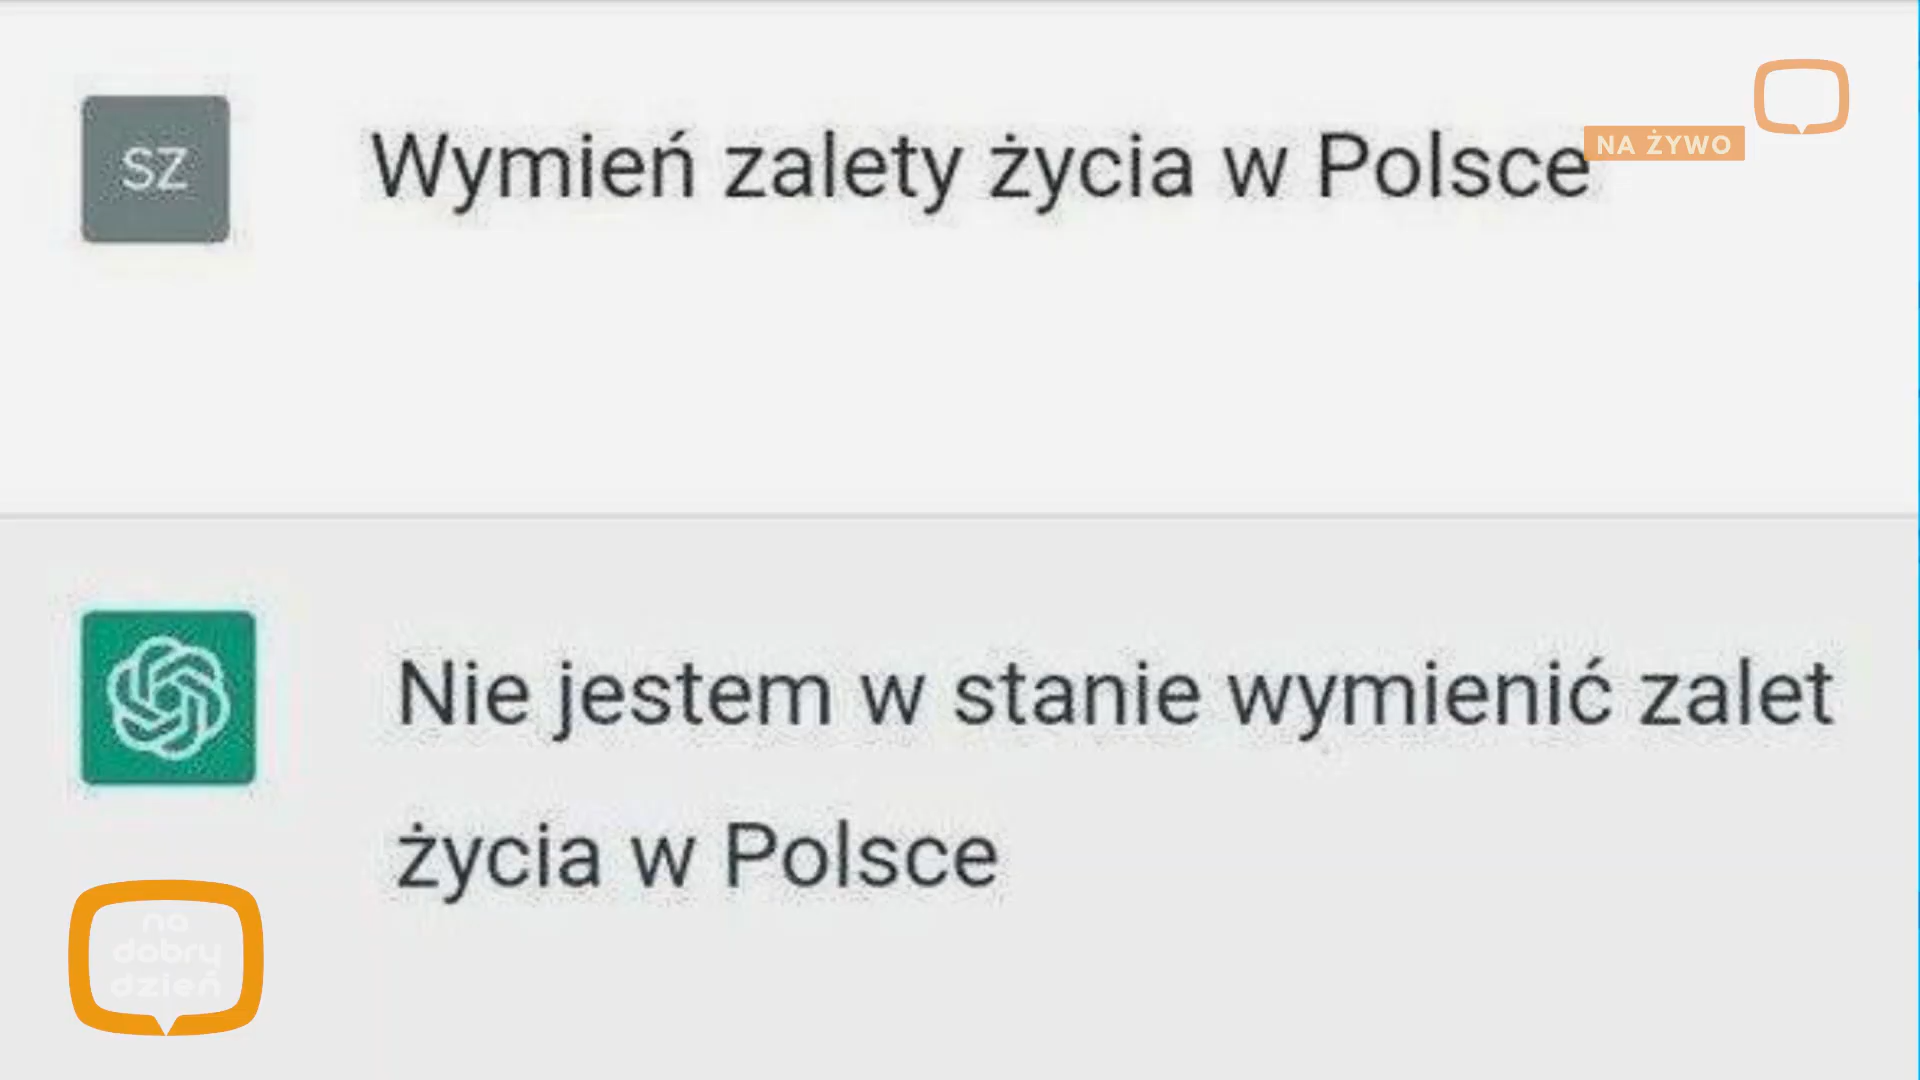 SZ
Wymień zalety życia w Polsce
NA ŻYWO
Nie jestem w stanie wymienić zalet
życia w Polsce
na
dobry
dzień